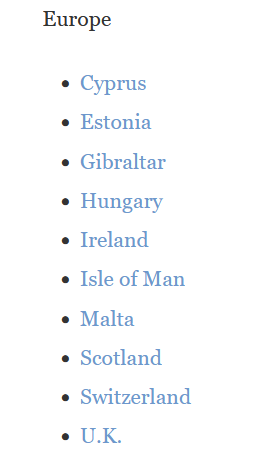 Europe
Cyprus
Estonia
Gibraltar
Hungary
Ireland
Isle of Man
Malta
Scotland
Switzerland
U.K.